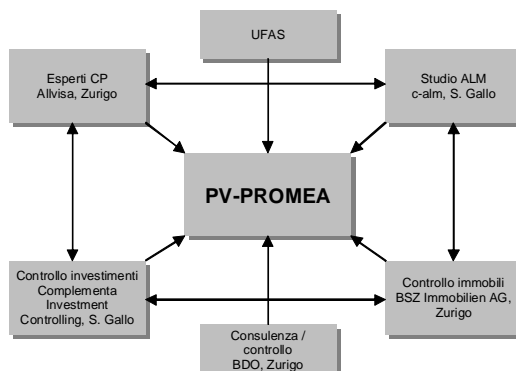 UFAS
Esperti CP
Allvisa, Zurigo
Studio ALM
c-alm, S. Gallo
PV-PROMEA
Controllo investimenti
Complementa
Investment
Controlling, S. Gallo
Controllo immobili
BSZ Immobilien AG,
Zurigo
Consulenza /
controllo
BDO, Zurigo